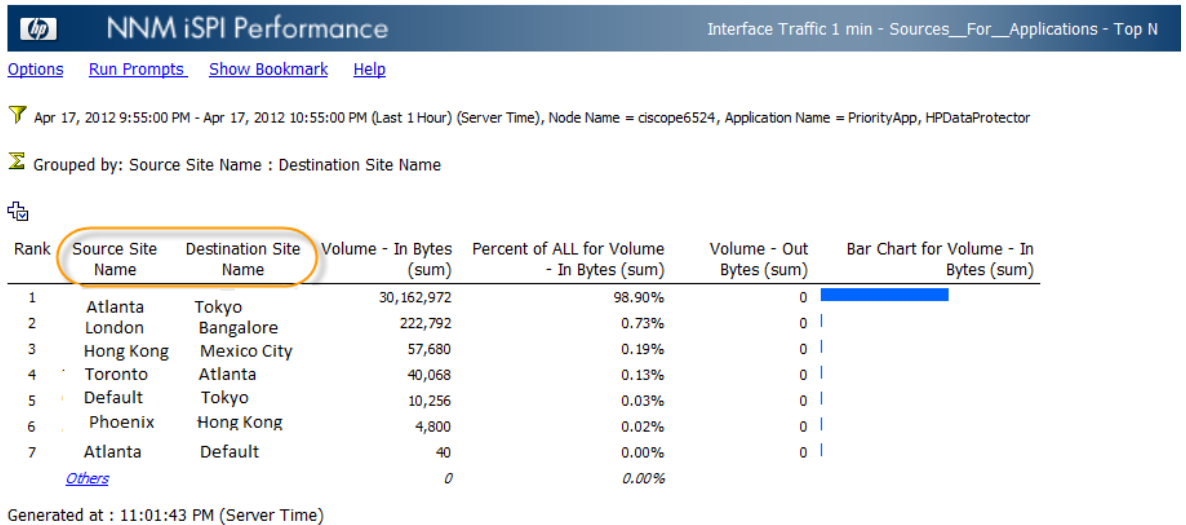 hp NNM iSPI Performance Interface Traffic 1 min - Sources__For__Applications - Top N
Options Run Prompts Show Bookmark Help
Apr 17, 2012 9:55:00 PM - Apr 17, 2012 10:55:00 PM (Last 1 Hour) (Server Time), Node Name = ciscope6524, Application Name = PriorityApp, HPDataProtector
Grouped by: Source Site Name : Destination Site Name
Rank Source Site Destination Site Volume - In Bytes Percent of ALL for Volume Volume - Out Bar Chart for Volume - In
Name Name (sum) - In Bytes (sum) Bytes (sum) Bytes (sum)
1 Atlanta Tokyo 30,162,972 98.90% 0
2 London Bangalore 222,792 0.73% 0
3 Hong Kong Mexico City 57,680 0.19% 0
4 Toronto Atlanta 40,068 0.13% 0
5 Default Tokyo 10,256 0.03% 0
6 Phoenix Hong Kong 4,800 0.02% 0
7 Atlanta Default 40 0.00% 0
Others 0 0.00%
Generated at : 11:01:43 PM (Server Time)